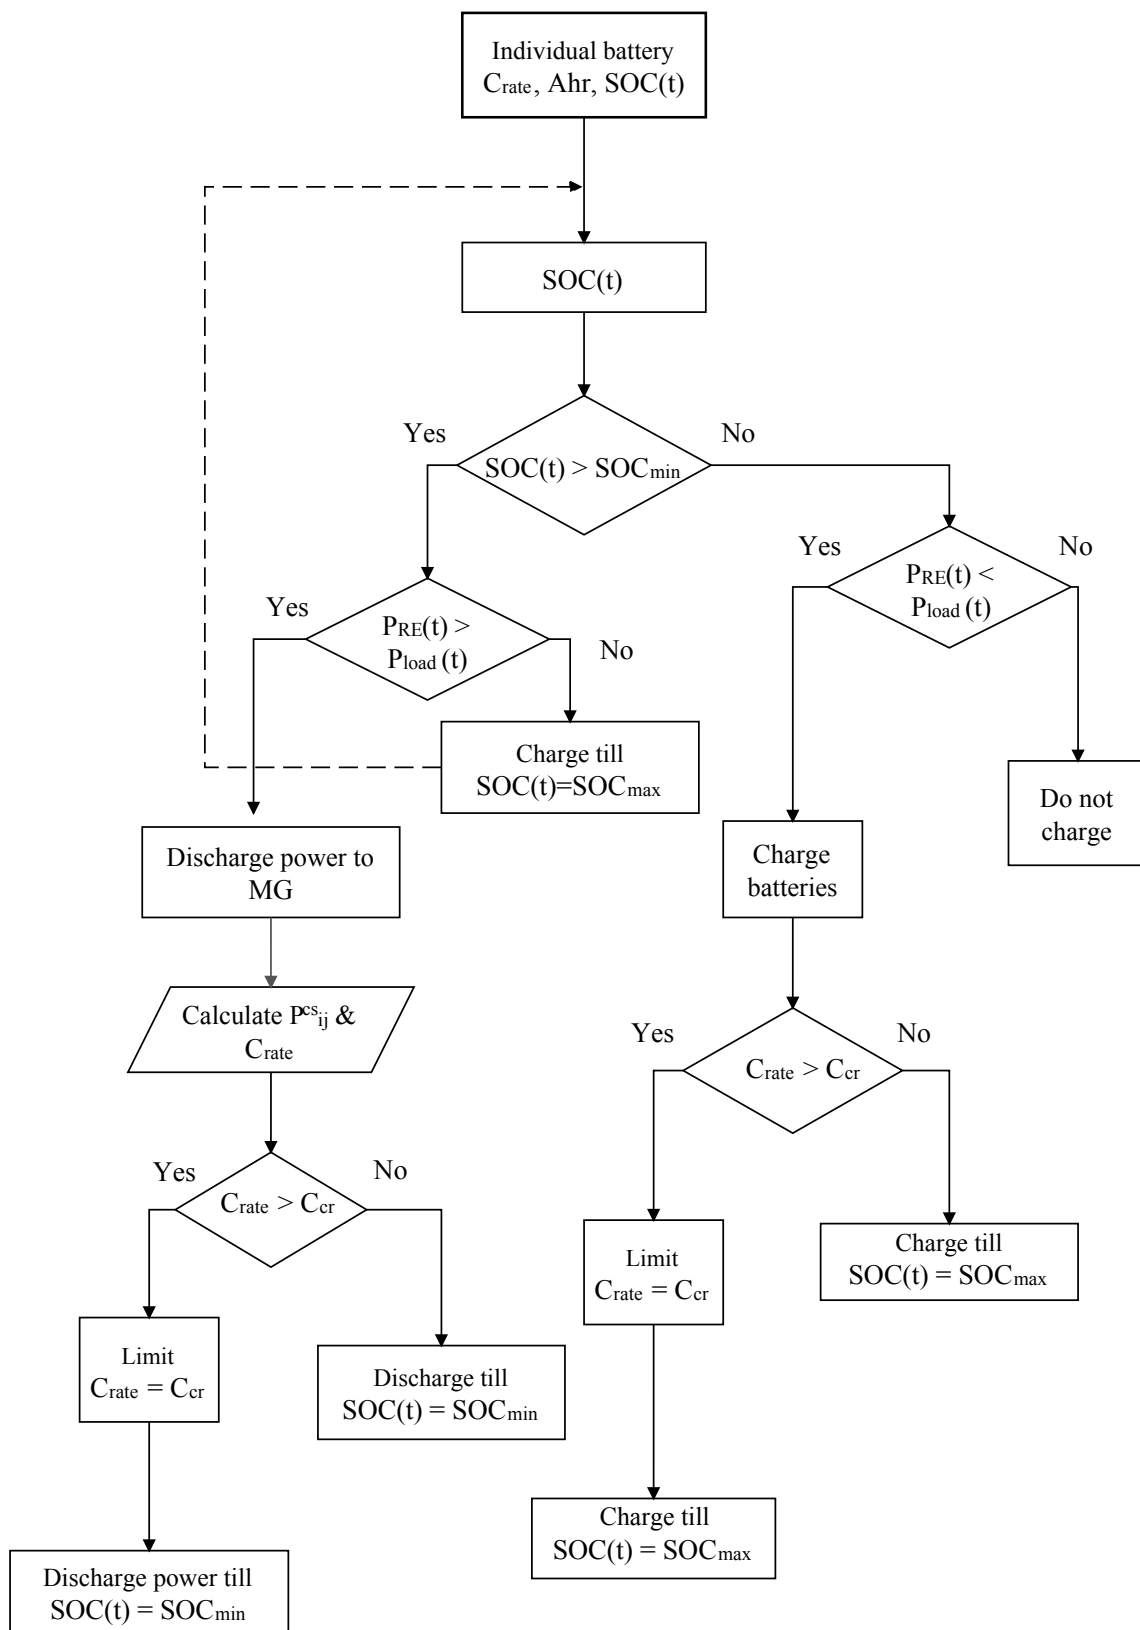 Individual battery
Crate, Ahr, SOC(t)
SOC(t)
Yes
No
SOC(t) > SOCmin
Yes
No
PRE(t) <
Pload (t)
Yes
PRE(t) >
Pload (t)
No
Charge till
SOC(t)=SOCmax
Do not
charge
Discharge power to
MG
Charge
batteries
Calculate Pcsij &
Crate
Yes
No
Crate > Ccr
Yes
No
Crate > Ccr
Limit
Crate = Ccr
Charge till
SOC(t) = SOCmax
Limit
Crate = Ccr
Discharge till
SOC(t) = SOCmin
Charge till
SOC(t) = SOCmax
Discharge power till
SOC(t) = SOCmin